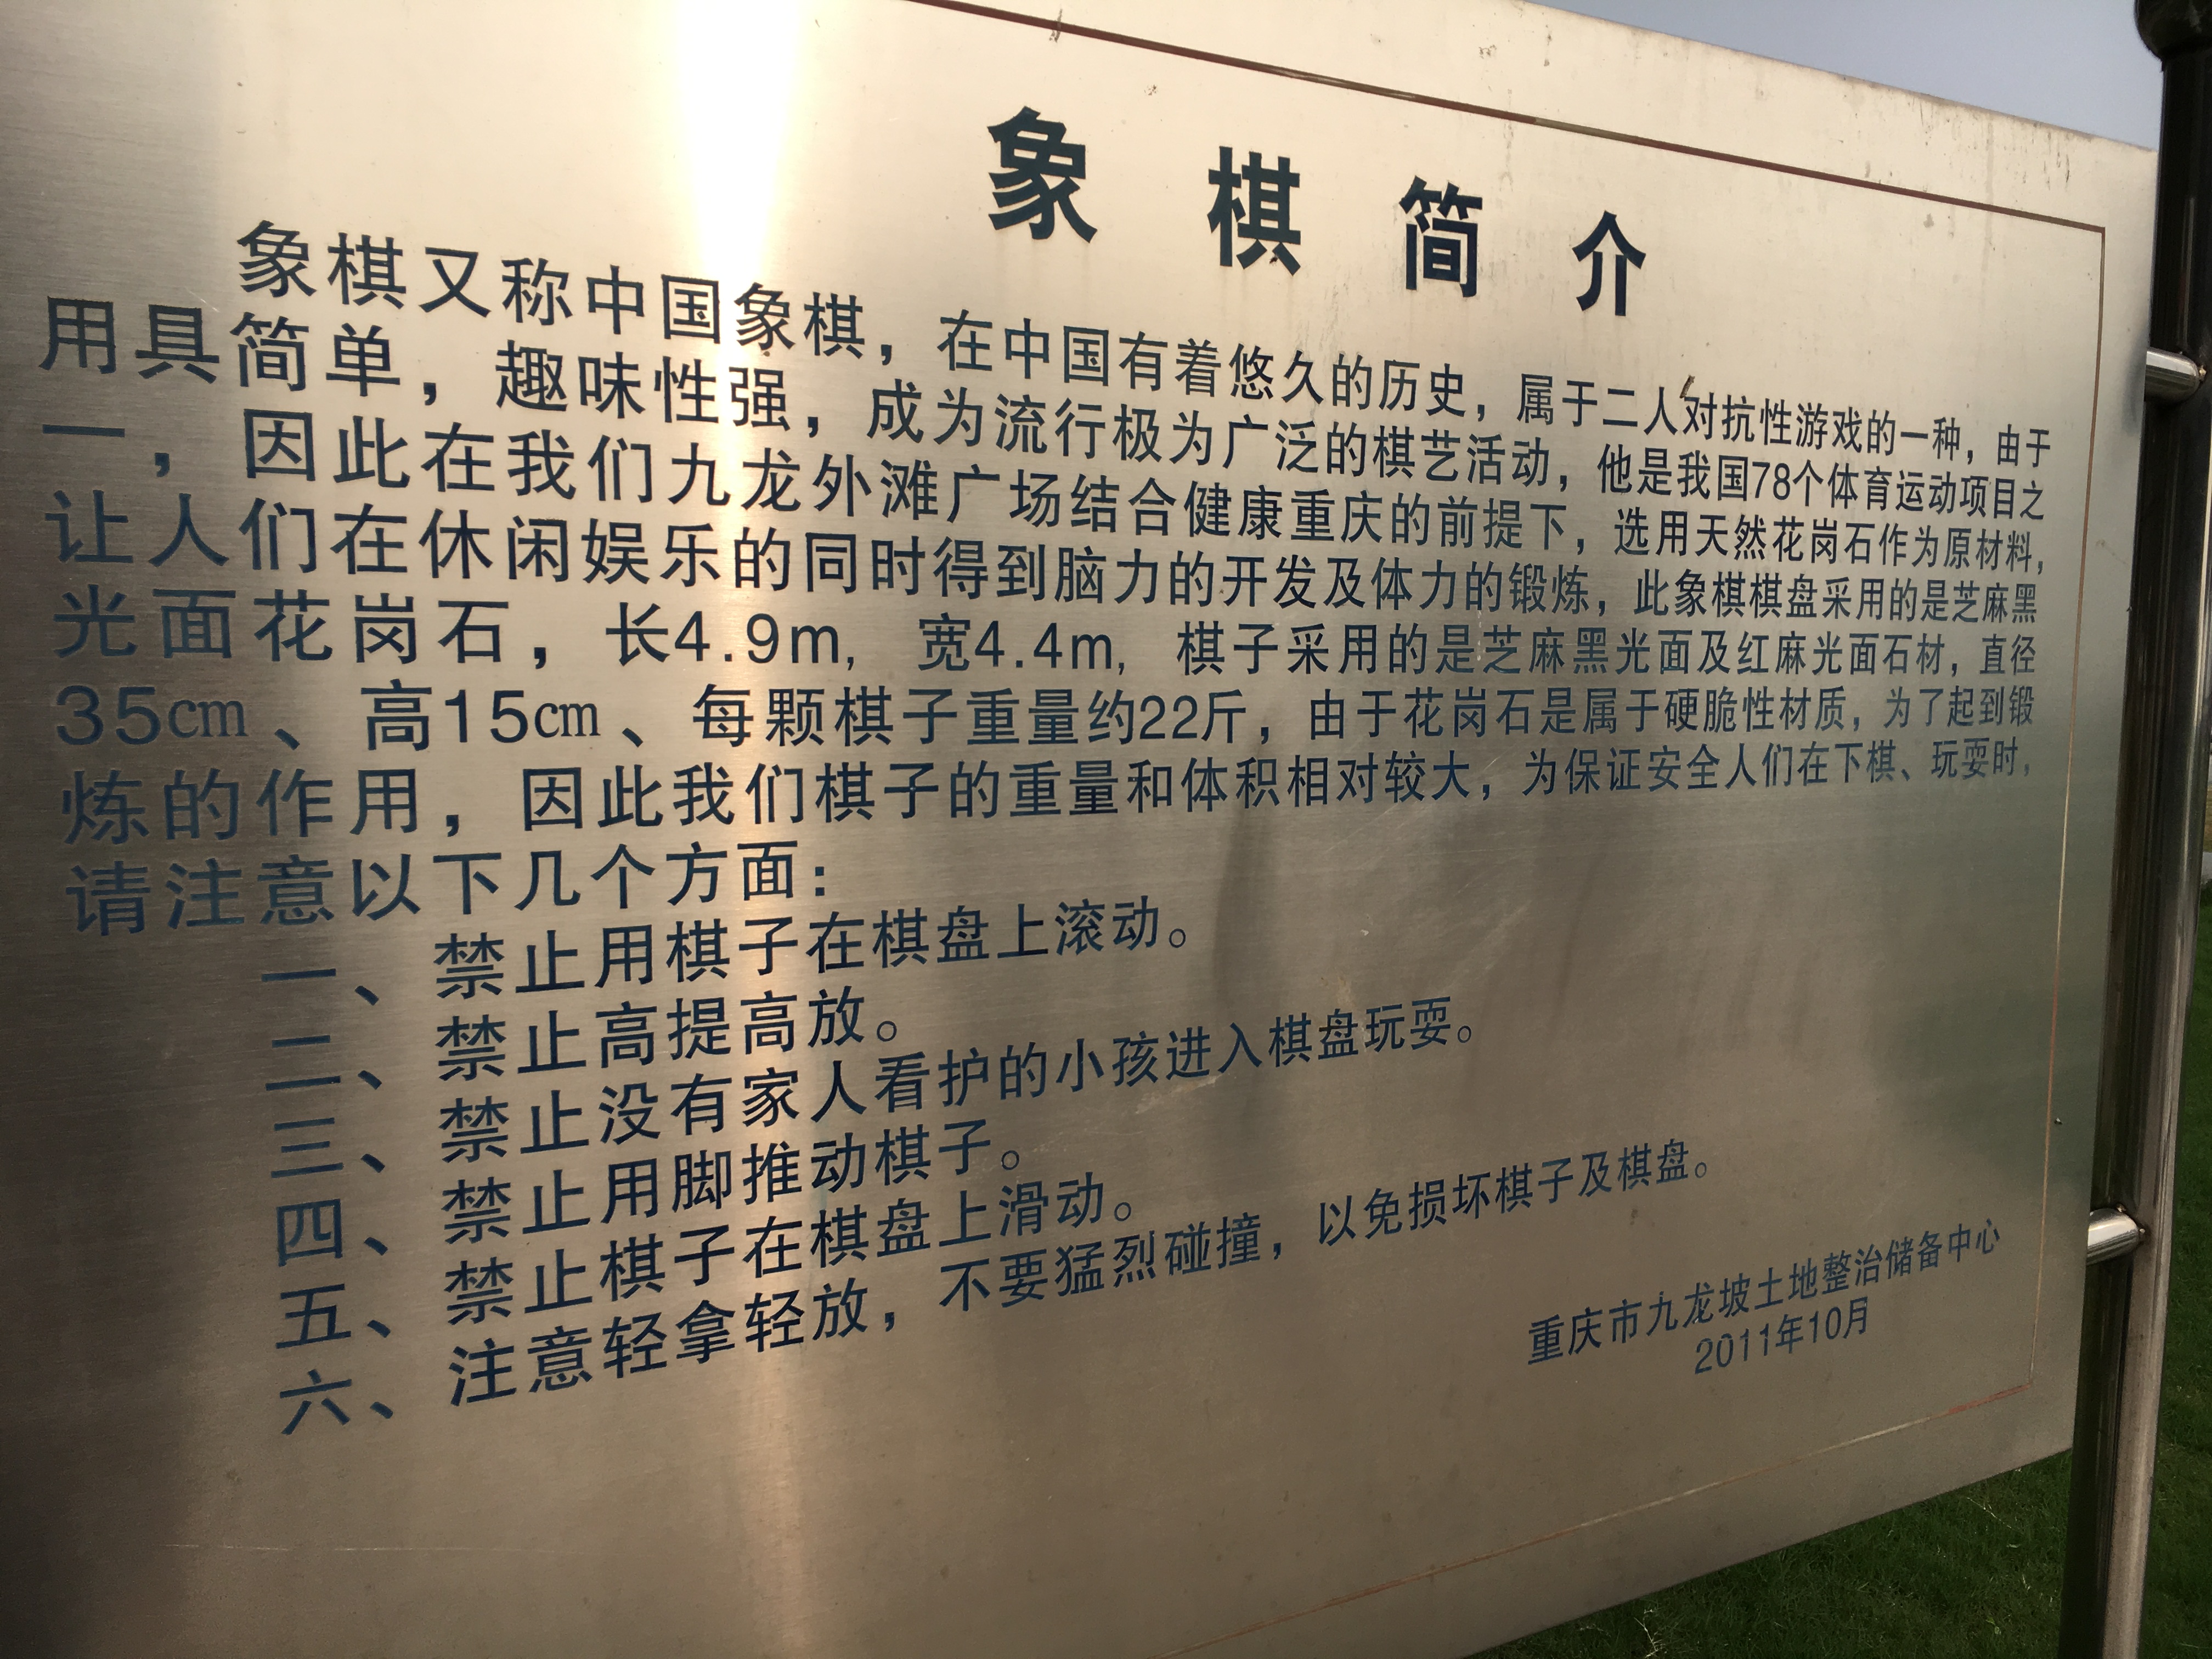 象棋简介
象棋又称中国象棋，在中国有着悠久的历史，属于二人对抗性游戏的一种，由于
用具简单，趣味性强，成为流行极为广泛的棋艺活动，他是我国78个体育运动项目之
一，因此在我们九龙外滩广场结合健康重庆的前提下，选用天然花岗石作为原材料，
让人们在休闲娱乐的同时得到脑力的开发及体力的锻炼，此象棋棋盘采用的是芝麻黑
光面花岗石，长4.9m，宽4.4m，棋子采用的是芝麻黑光面及红麻光面石材，直径
35㎝、高15㎝、每颗棋子重量约22斤，由于花岗石是属于硬脆性材质，为了起到锻
炼的作用，因此我们棋子的重量和体积相对较大，为保证安全人们在下棋、玩耍时，
请注意以下几个方面：
一、禁止用棋子在棋盘上滚动。
二、禁止高提高放。
三、禁止没有家人看护的小孩进入棋盘玩耍。
四、禁止用脚推动棋子。
五、禁止棋子在棋盘上滑动。
六、注意轻拿轻放，不要猛烈碰撞，以免损坏棋子及棋盘。
重庆市九龙坡土地整治储备中心
2011年10月